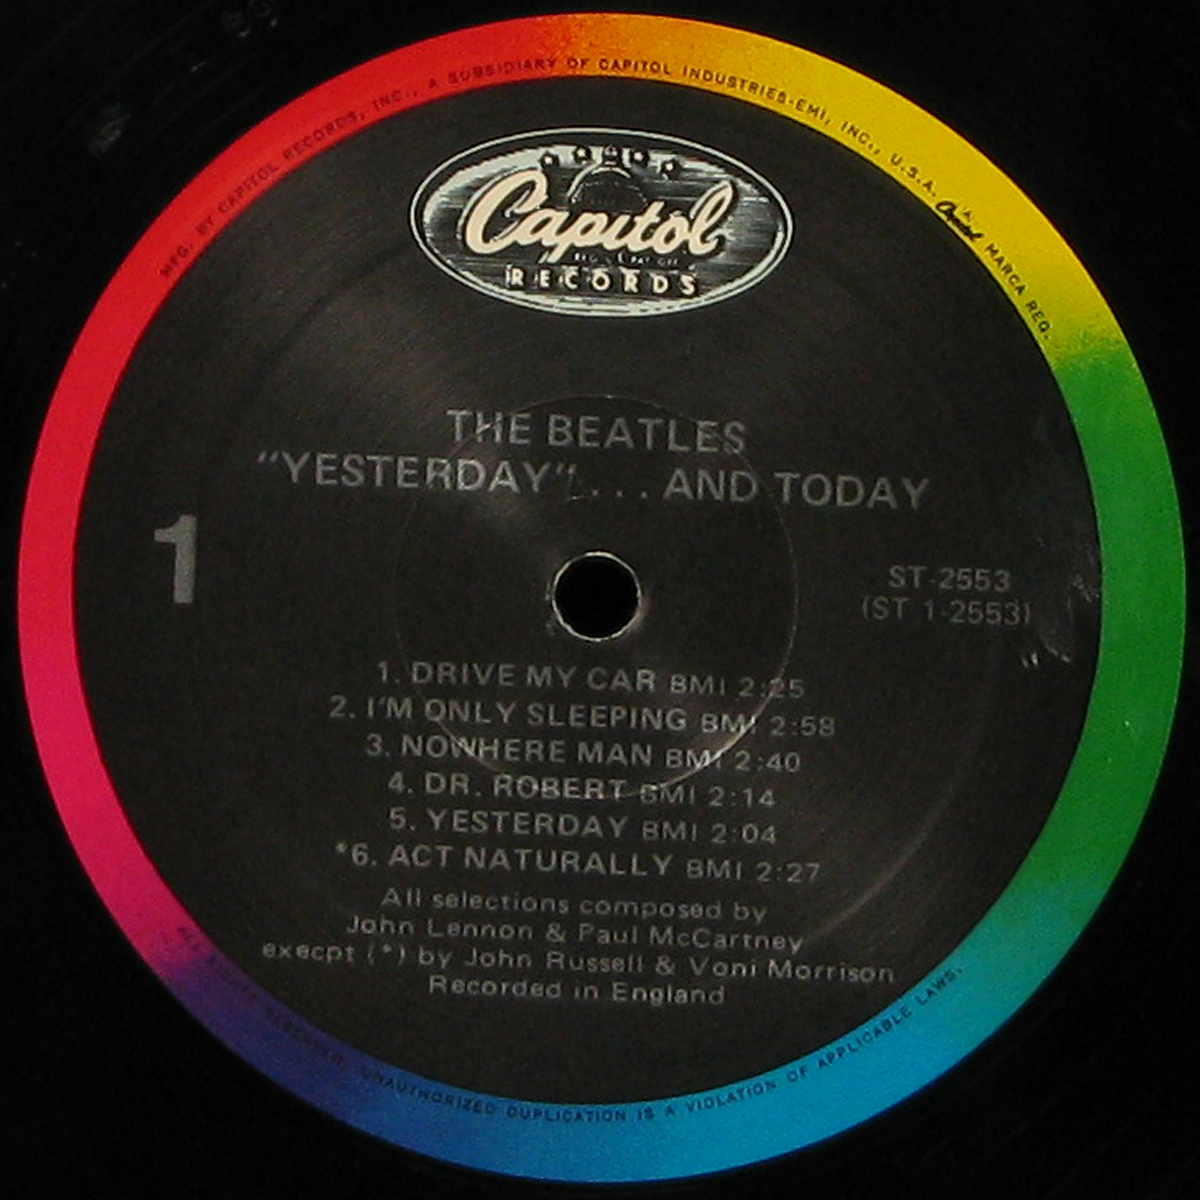 MFG. BY CAPITOL RECORDS, INC., A SUBSIDIARY OF CAPITOL INDUSTRIES-EMI, INC., U.S.A. Capitol MARCA REG.
Capitol
RECORDS
THE BEATLES
"YESTERDAY"... AND TODAY
1
ST-2553
(ST 1-2553)
1. DRIVE MY CAR BMI 2:25
2. I'M ONLY SLEEPING BMI 2:58
3. NOWHERE MAN BMI 2:40
4. DR. ROBERT BMI 2:14
5. YESTERDAY BMI 2:04
*6. ACT NATURALLY BMI 2:27
All selections composed by
John Lennon & Paul McCartney
execpt (*) by John Russell & Voni Morrison
Recorded in England
ALL RIGHTS RESERVED. UNAUTHORIZED DUPLICATION IS A VIOLATION OF APPLICABLE LAWS.